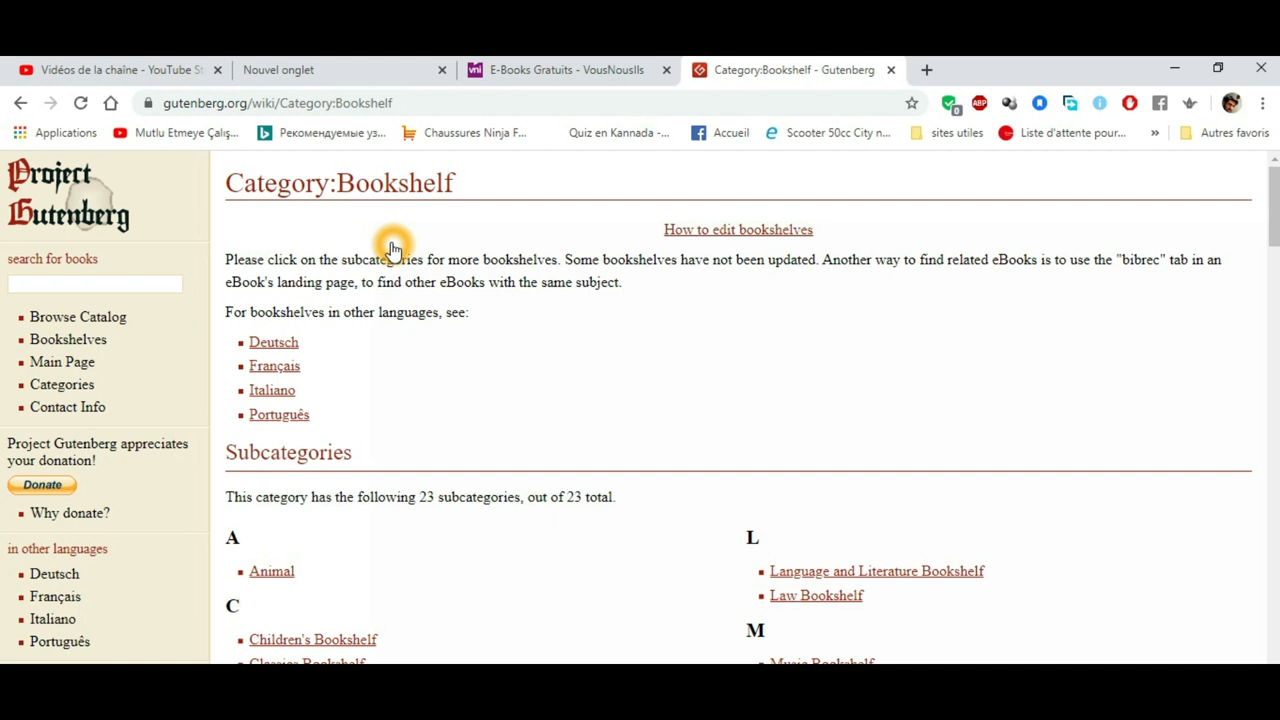 Vidéos de la chaîne - YouTube St
Nouvel onglet
vni E-Books Gratuits - VousNousIls
Category:Bookshelf - Gutenberg
gutenberg.org/wiki/Category:Bookshelf
0
ABP
Applications
Mutlu Etmeye Çalış...
Рекомендуемые уз...
Chaussures Ninja F...
Quiz en Kannada -...
Accueil
Scooter 50cc City n...
sites utiles
Liste d'attente pour...
»
Autres favoris
Project
Gutenberg
search for books
Browse Catalog
Bookshelves
Main Page
Categories
Contact Info
Project Gutenberg appreciates
your donation!
Donate
Why donate?
in other languages
Deutsch
Français
Italiano
Português
Category:Bookshelf
How to edit bookshelves
Please click on the subcategories for more bookshelves. Some bookshelves have not been updated. Another way to find related eBooks is to use the "bibrec" tab in an
eBook's landing page, to find other eBooks with the same subject.
For bookshelves in other languages, see:
Deutsch
Français
Italiano
Português
Subcategories
This category has the following 23 subcategories, out of 23 total.
A
Animal
C
Children's Bookshelf
Classics Bookshelf
L
Language and Literature Bookshelf
Law Bookshelf
M
Music Bookshelf